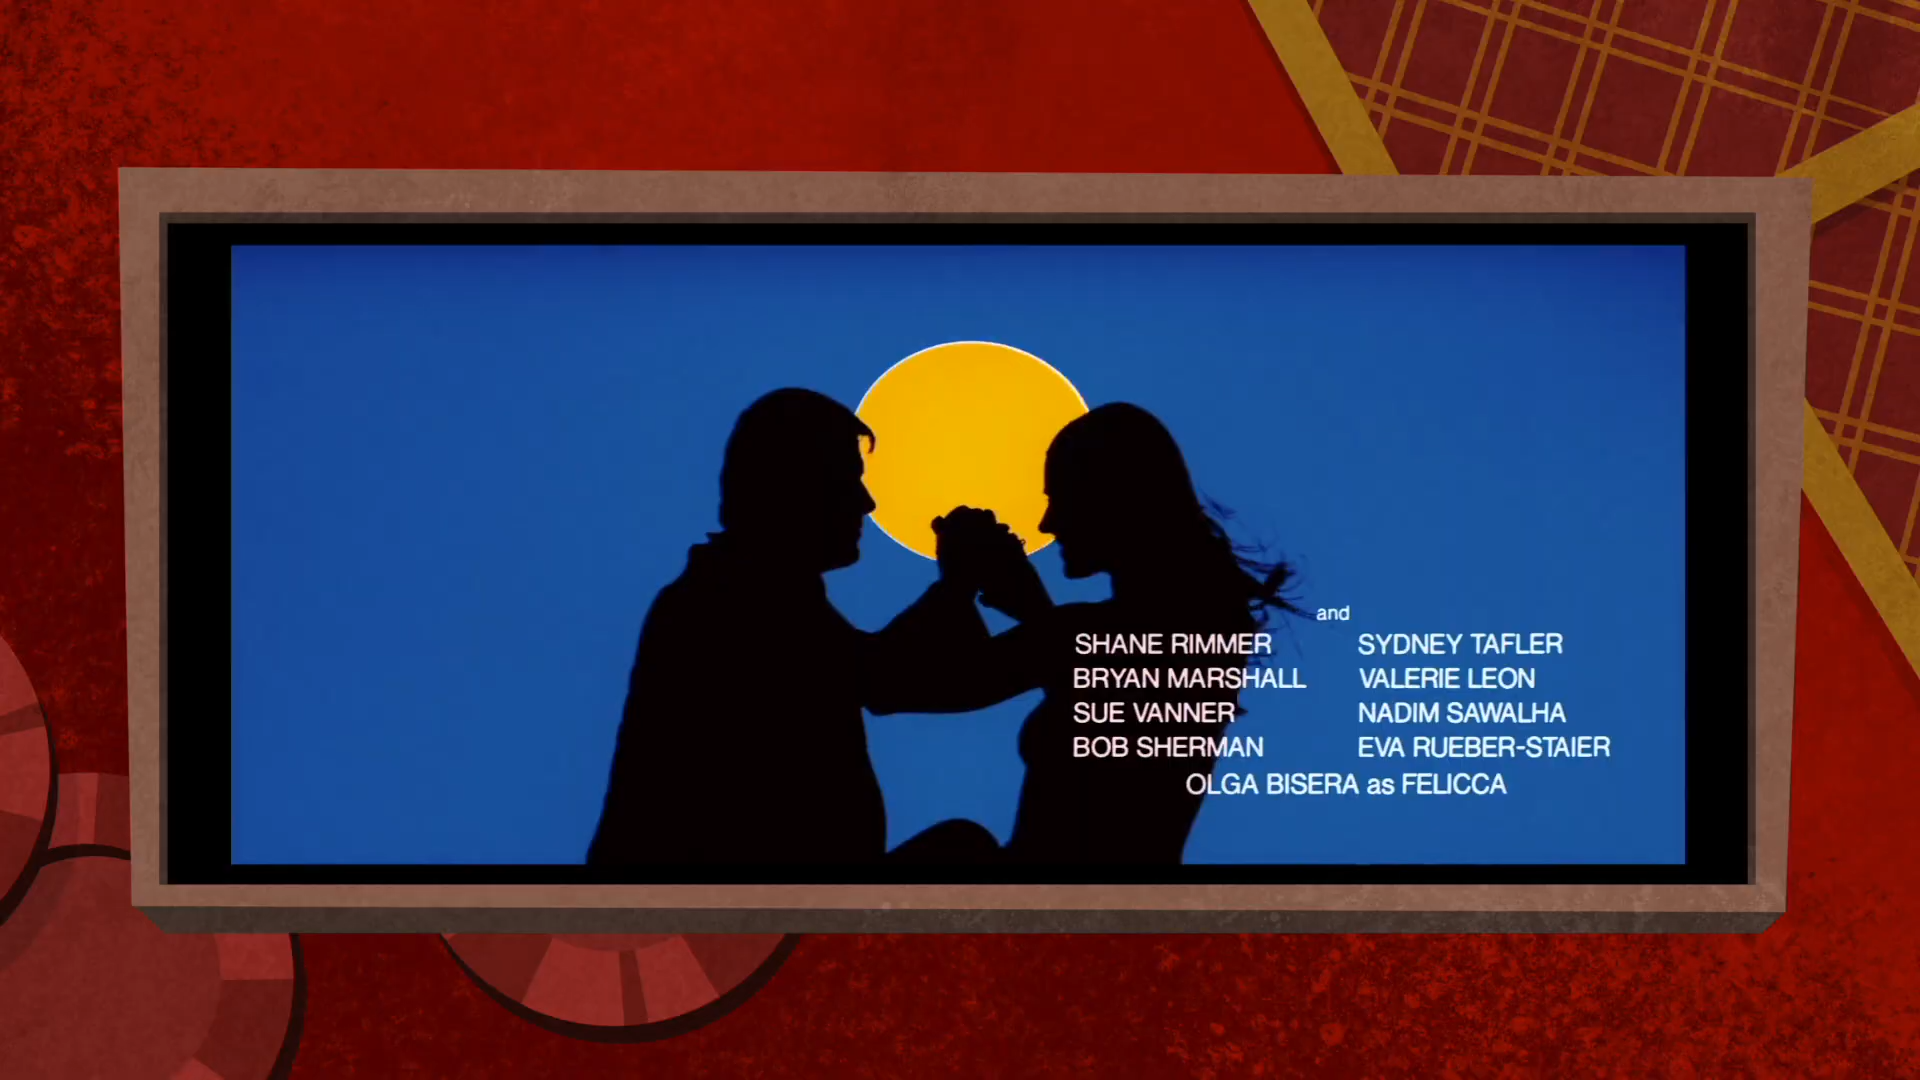 and
SHANE RIMMER SYDNEY TAFLER
BRYAN MARSHALL VALERIE LEON
SUE VANNER NADIM SAWALHA
BOB SHERMAN EVA RUEBER-STAIER
OLGA BISERA as FELICCA